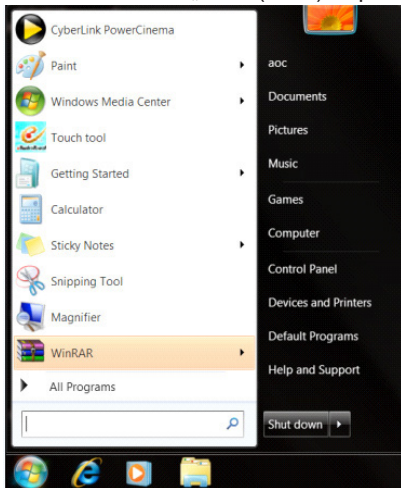 CyberLink PowerCinema
Paint
Windows Media Center
Touch tool
Getting Started
Calculator
Sticky Notes
Snipping Tool
Magnifier
WinRAR
All Programs
aoc
Documents
Pictures
Music
Games
Computer
Control Panel
Devices and Printers
Default Programs
Help and Support
Shut down